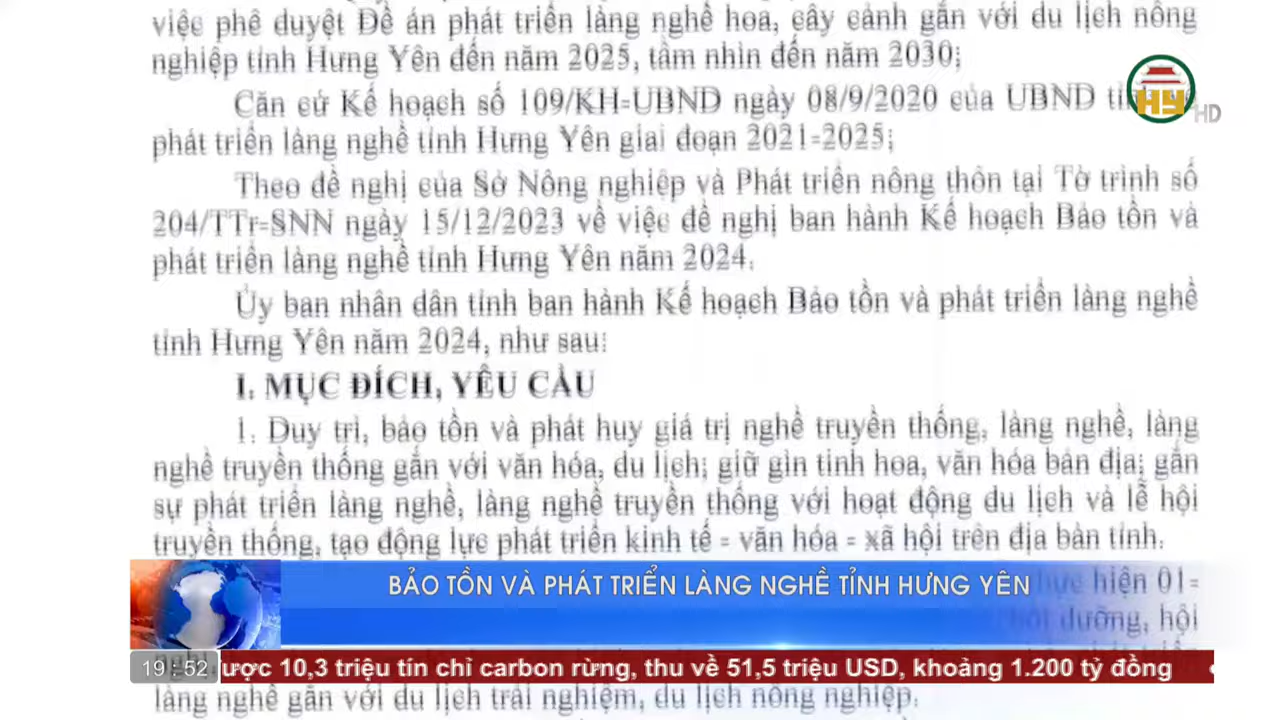 việc phê duyệt Đề án phát triển làng nghề hoa, cây cảnh gắn với du lịch nông
nghiệp tỉnh Hưng Yên đến năm 2025, tầm nhìn đến năm 2030;
Căn cứ Kế hoạch số 109/KH-UBND ngày 08/9/2020 của UBND tỉnh về
phát triển làng nghề tỉnh Hưng Yên giai đoạn 2021-2025;
HY HD
Theo đề nghị của Sở Nông nghiệp và Phát triển nông thôn tại Tờ trình số
204/TTr-SNN ngày 15/12/2023 về việc đề nghị ban hành Kế hoạch Bảo tồn và
phát triển làng nghề tỉnh Hưng Yên năm 2024.
Ủy ban nhân dân tỉnh ban hành Kế hoạch Bảo tồn và phát triển làng nghề
tỉnh Hưng Yên năm 2024, như sau:
I. MỤC ĐÍCH, YÊU CẦU
1. Duy trì, bảo tồn và phát huy giá trị nghề truyền thống, làng nghề, làng
nghề truyền thống gắn với văn hóa, du lịch; giữ gìn tinh hoa, văn hóa bản địa; gắn
sự phát triển làng nghề, làng nghề truyền thống với hoạt động du lịch và lễ hội
truyền thống, tạo động lực phát triển kinh tế - văn hóa - xã hội trên địa bàn tỉnh.
hiện 01-
BẢO TỒN VÀ PHÁT TRIỂN LÀNG NGHỀ TỈNH HƯNG YÊN
dưỡng, hội
19:52 ược 10,3 triệu tín chỉ carbon rừng, thu về 51,5 triệu USD, khoảng 1.200 tỷ đồng
làng nghề gắn với du lịch trải nghiệm, du lịch nông nghiệp.